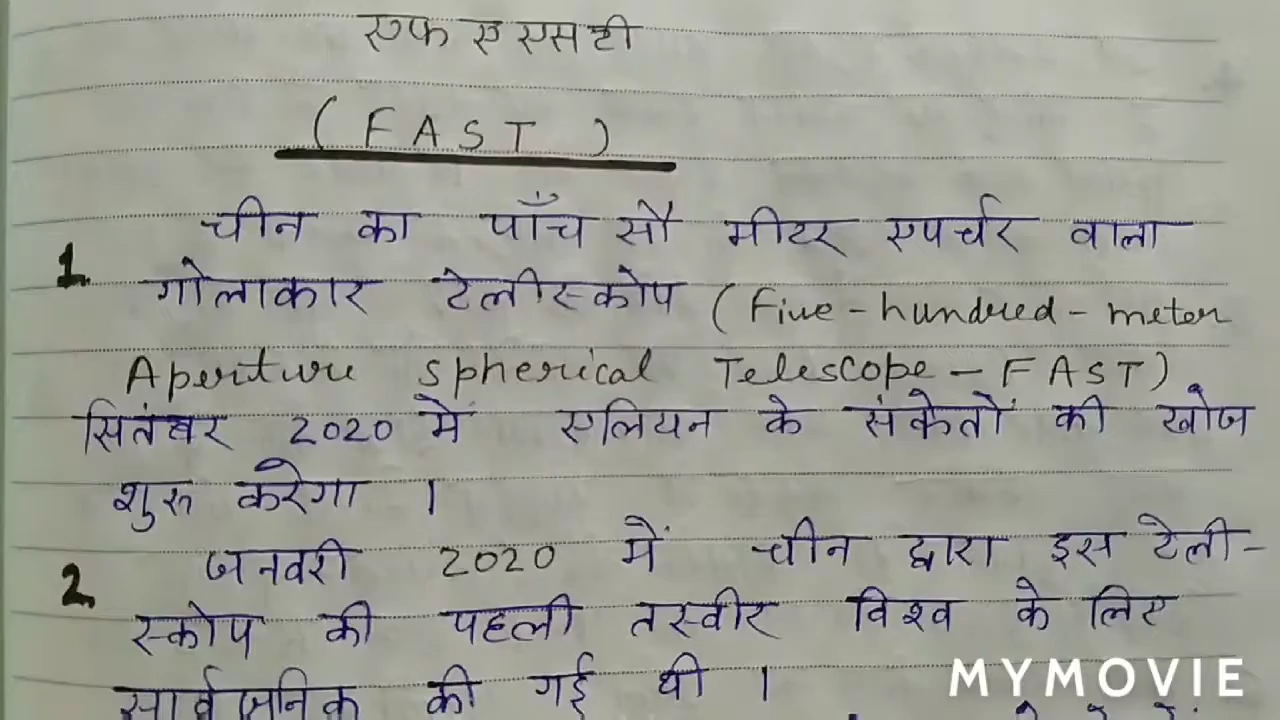 एफ ए एस टी
( FAST )
चीन का पाँच सौ मीटर एपर्चर वाला
1. गोलाकार टेलीस्कोप (Five-hundred-meter
Aperture spherical Telescope-FAST)
सितंबर 2020 में एलियन के संकेतों की खोज
शुरू करेगा ।
जनवरी 2020 में चीन द्वारा इस टेली-
2. स्कोप की पहली तस्वीर विश्व के लिए
सार्वजनिक की गई थी ।
MYMOVIE